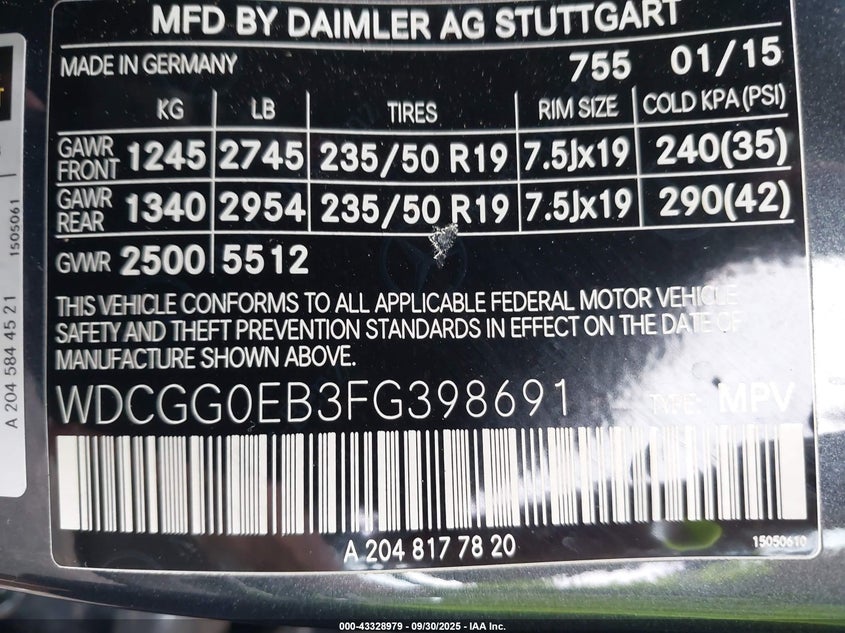 MFD BY DAIMLER AG STUTTGART
MADE IN GERMANY 755 01/15
KG LB TIRES RIM SIZE COLD KPA (PSI)
GAWR FRONT 1245 2745 235/50 R19 7.5Jx19 240(35)
GAWR REAR 1340 2954 235/50 R19 7.5Jx19 290(42)
GVWR 2500 5512
THIS VEHICLE CONFORMS TO ALL APPLICABLE FEDERAL MOTOR VEHICLE
SAFETY AND THEFT PREVENTION STANDARDS IN EFFECT ON THE DATE OF
MANUFACTURE SHOWN ABOVE.
WDCGG0EB3FG398691 TYPE: MPV
A 204 817 78 20 15050610
A 204 584 45 21 1505061
000-43328979 - 09/30/2025 - IAA Inc.